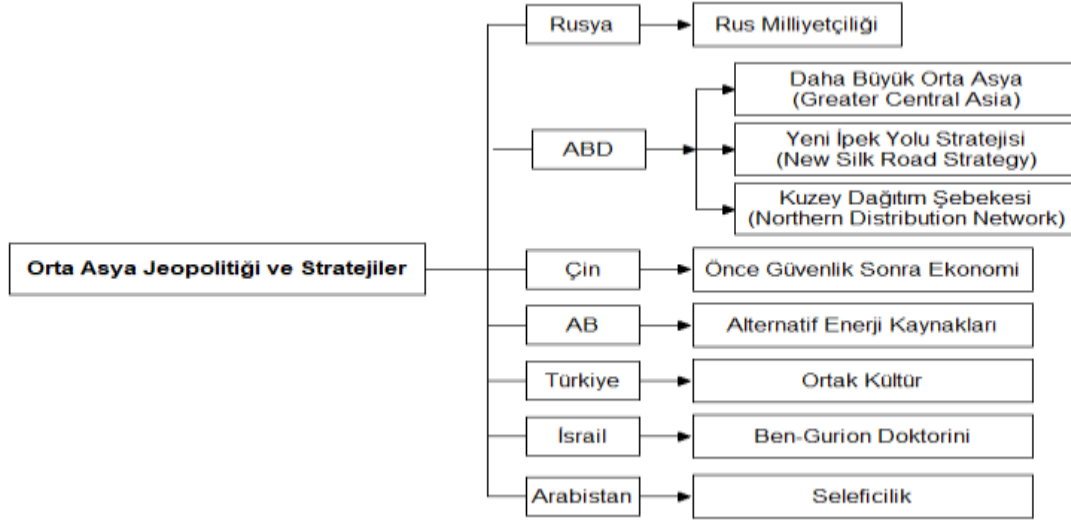 Rusya
Rus Milliyetçiliği
ABD
Daha Büyük Orta Asya
(Greater Central Asia)
Yeni İpek Yolu Stratejisi
(New Silk Road Strategy)
Kuzey Dağıtım Şebekesi
(Northern Distribution Network)
Orta Asya Jeopolitiği ve Stratejiler
Çin
Önce Güvenlik Sonra Ekonomi
AB
Alternatif Enerji Kaynakları
Türkiye
Ortak Kültür
İsrail
Ben-Gurion Doktorini
Arabistan
Seleficilik